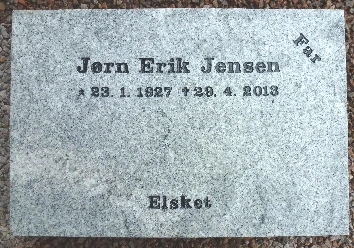 Far
Jørn Erik Jensen
* 23. 1. 1927 † 29. 4. 2013
Elsket